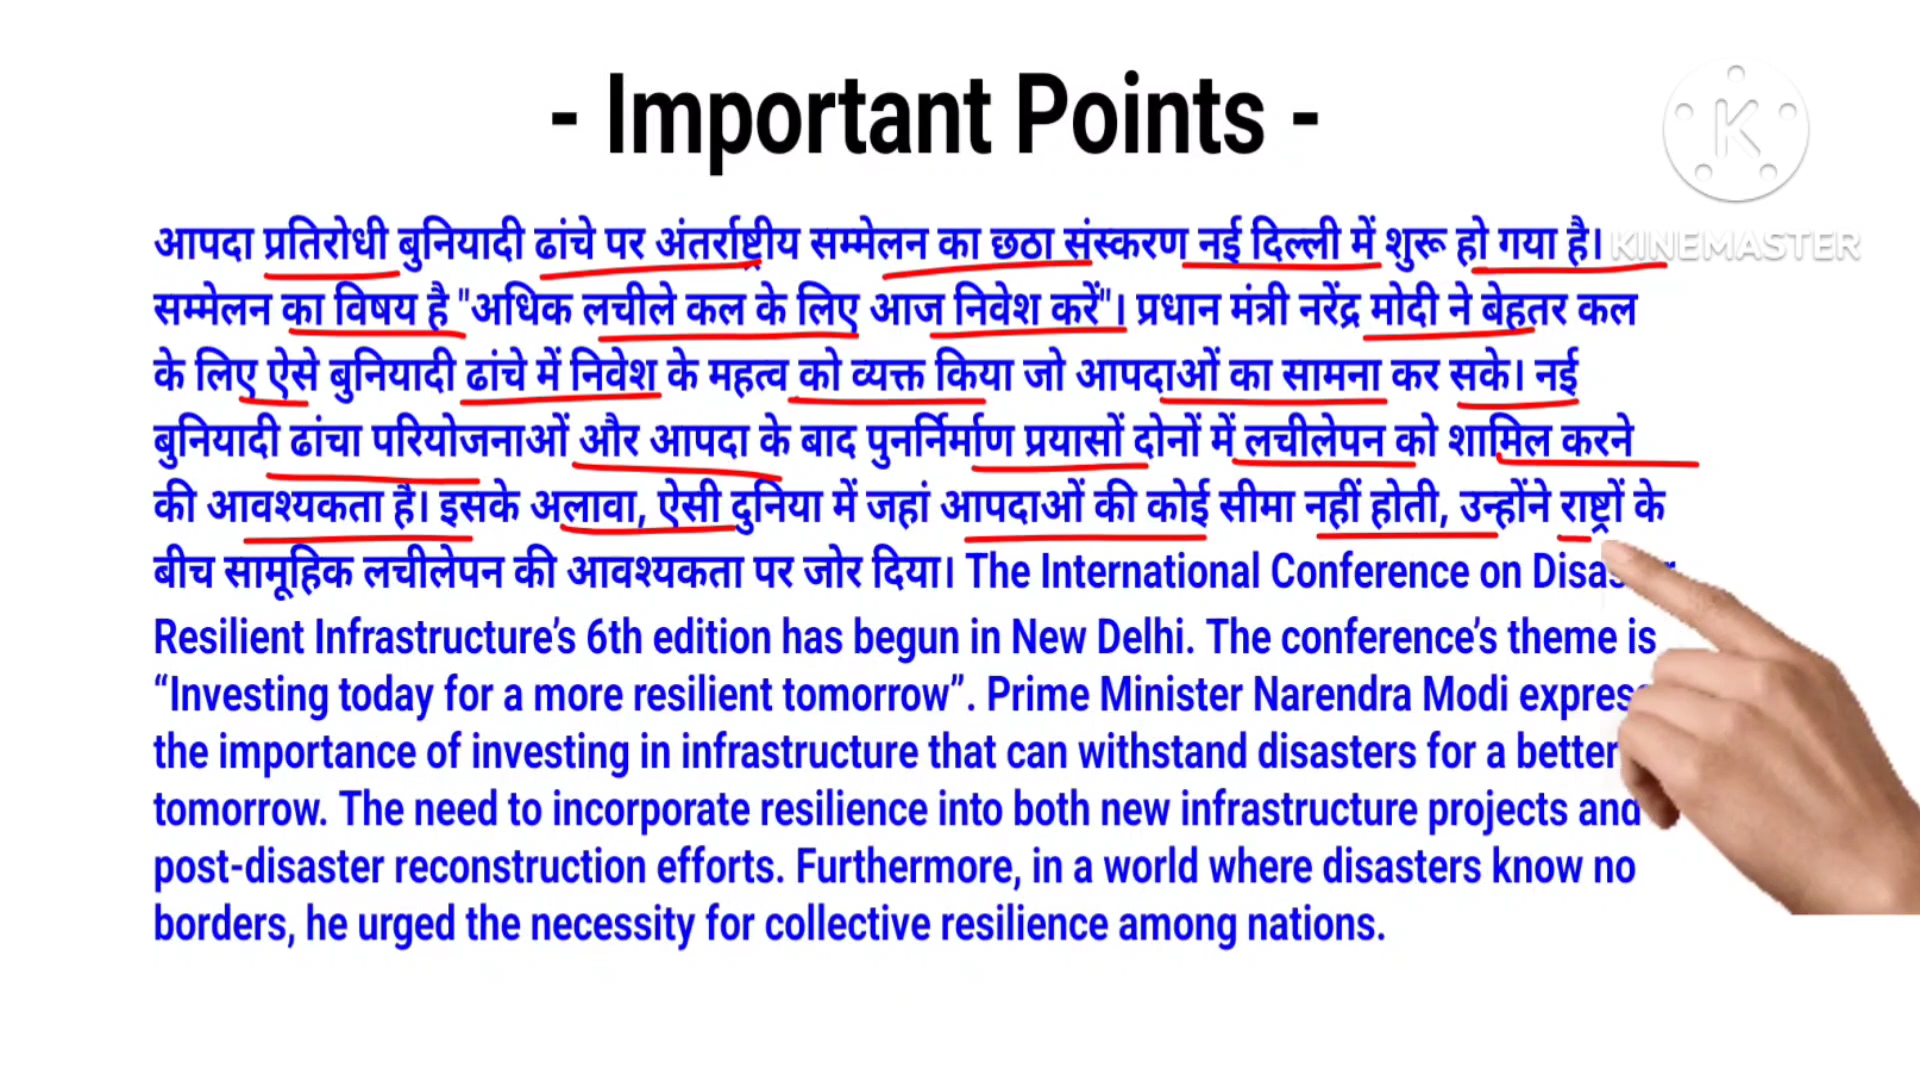 - Important Points -
KINEMASTER
आपदा प्रतिरोधी बुनियादी ढांचे पर अंतर्राष्ट्रीय सम्मेलन का छठा संस्करण नई दिल्ली में शुरू हो गया है।
सम्मेलन का विषय है "अधिक लचीले कल के लिए आज निवेश करें"। प्रधान मंत्री नरेंद्र मोदी ने बेहतर कल
के लिए ऐसे बुनियादी ढांचे में निवेश के महत्व को व्यक्त किया जो आपदाओं का सामना कर सके। नई
बुनियादी ढांचा परियोजनाओं और आपदा के बाद पुनर्निर्माण प्रयासों दोनों में लचीलेपन को शामिल करने
की आवश्यकता है। इसके अलावा, ऐसी दुनिया में जहां आपदाओं की कोई सीमा नहीं होती, उन्होंने राष्ट्रों के
बीच सामूहिक लचीलेपन की आवश्यकता पर जोर दिया। The International Conference on Disaster
Resilient Infrastructure’s 6th edition has begun in New Delhi. The conference’s theme is
“Investing today for a more resilient tomorrow”. Prime Minister Narendra Modi
the importance of investing in infrastructure that can withstand disasters for a better
tomorrow. The need to incorporate resilience into both new infrastructure projects and
post-disaster reconstruction efforts. Furthermore, in a world where disasters know no
borders, he urged the necessity for collective resilience among nations.